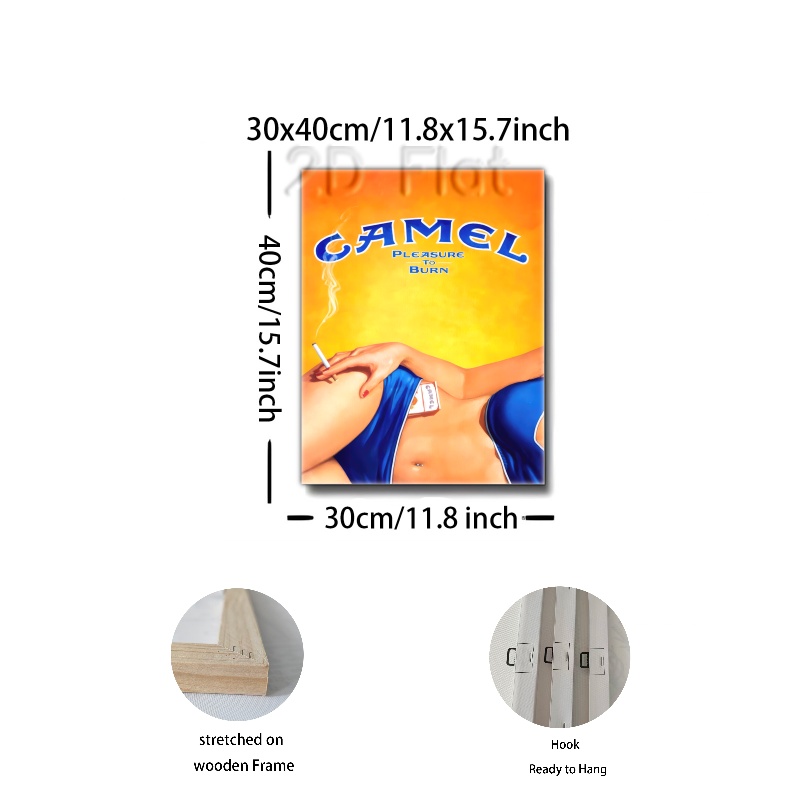 30x40cm/11.8x15.7inch
2D Flat
CAMEL
PLEASURE
TO
BURN
40cm/15.7inch
CAMEL
30cm/11.8 inch
stretched on
wooden Frame
Hook
Ready to Hang